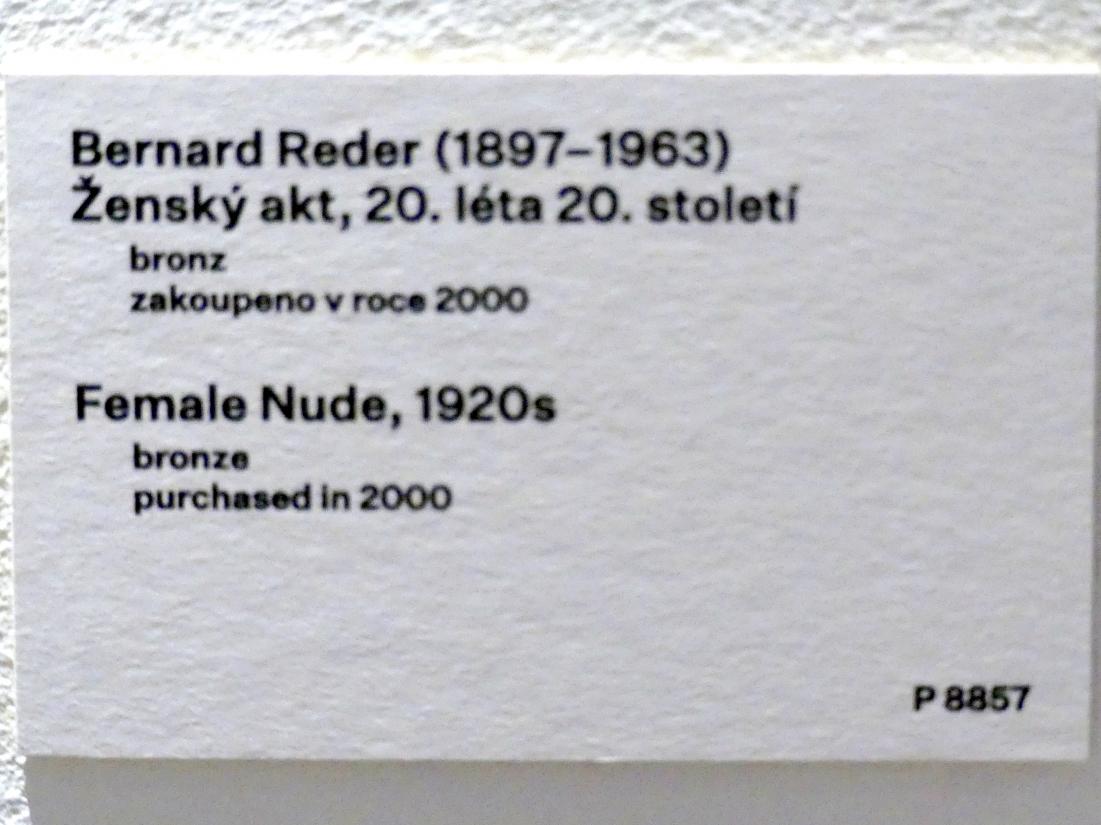 Bernard Reder (1897–1963)
Ženský akt, 20. léta 20. století
bronz
zakoupeno v roce 2000
Female Nude, 1920s
bronze
purchased in 2000
P 8857